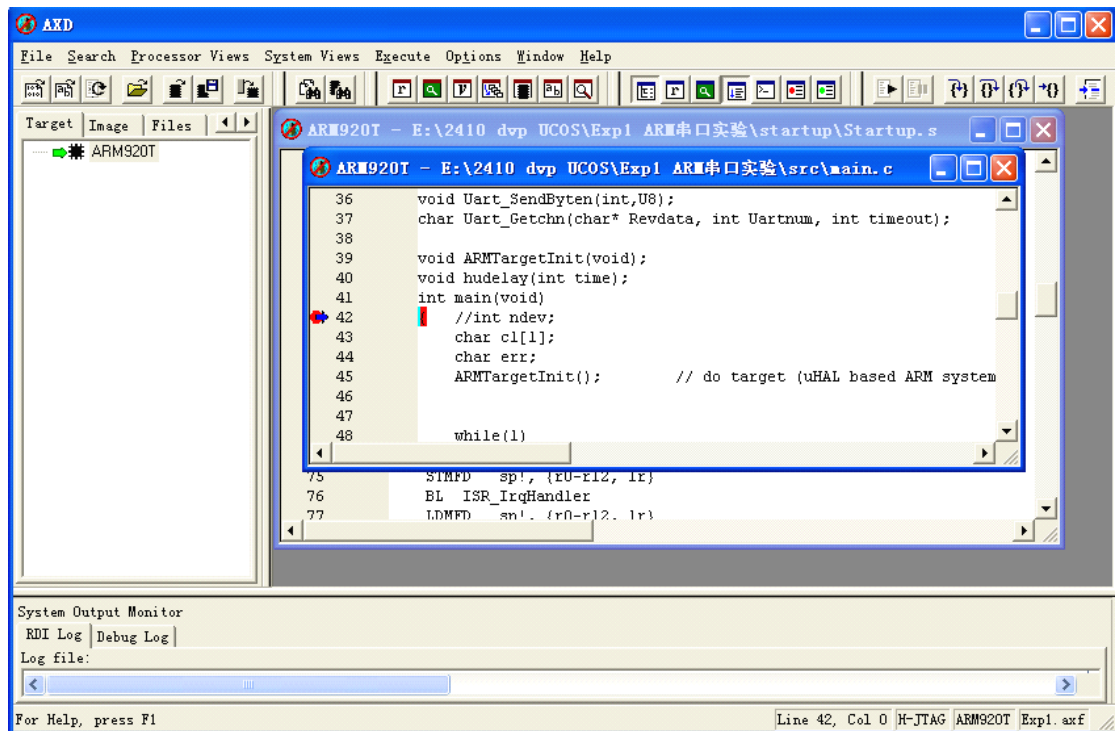 AXD
File Search Processor Views System Views Execute Options Window Help
Target Image Files
ARM920T
ARM920T - E:\2410 dvp UCOS\Exp1 ARM串口实验\startup\Startup.s
ARM920T - E:\2410 dvp UCOS\Exp1 ARM串口实验\src\main.c
36 void Uart_SendByten(int,U8);
37 char Uart_Getchn(char* Revdata, int Uartnum, int timeout);
38
39 void ARMTargetInit(void);
40 void hudelay(int time);
41 int main(void)
42 { //int ndev;
43 char c1[1];
44 char err;
45 ARMTargetInit(); // do target (uHAL based ARM system
46
47
48 while(1)
75 STMFD sp!, {r0-r12, lr}
76 BL ISR_IrqHandler
77 LDMFD sp!, {r0-r12, lr}
System Output Monitor
RDI Log Debug Log
Log file:
For Help, press F1 Line 42, Col 0 H-JTAG ARM920T Exp1.axf